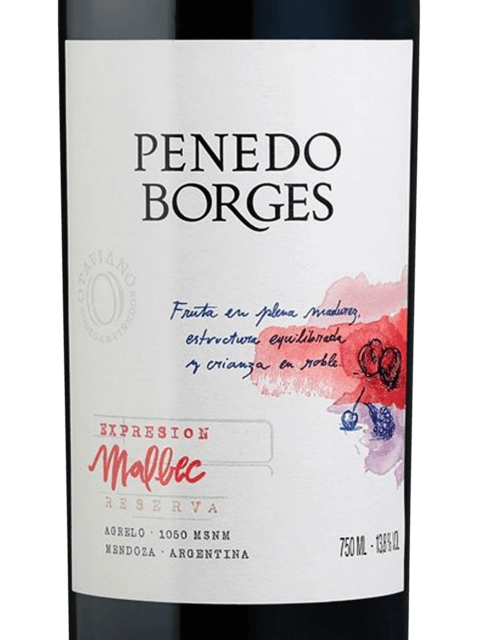 PENEDO
BORGES
OTAVIANO
Fruta en plena madurez,
estructura equilibrada
y crianza en roble.
EXPRESION
Malbec
RESERVA
AGRELO · 1050 MSNM
MENDOZA · ARGENTINA
750 ML - 13,8% VOL